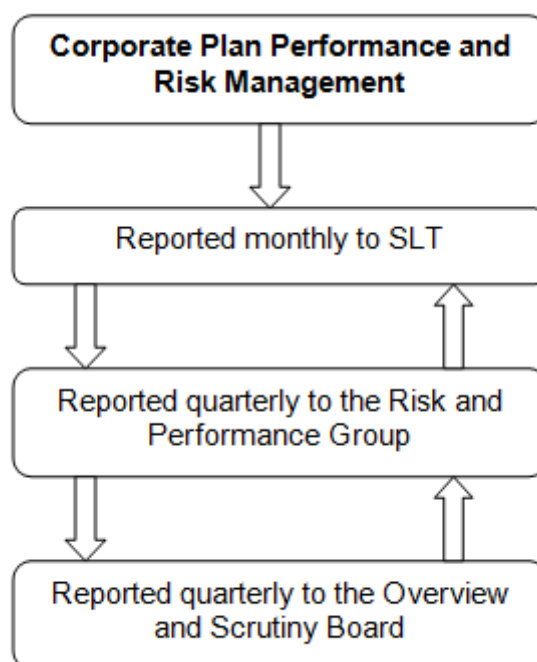 Corporate Plan Performance and
Risk Management
Reported monthly to SLT
Reported quarterly to the Risk and
Performance Group
Reported quarterly to the Overview
and Scrutiny Board